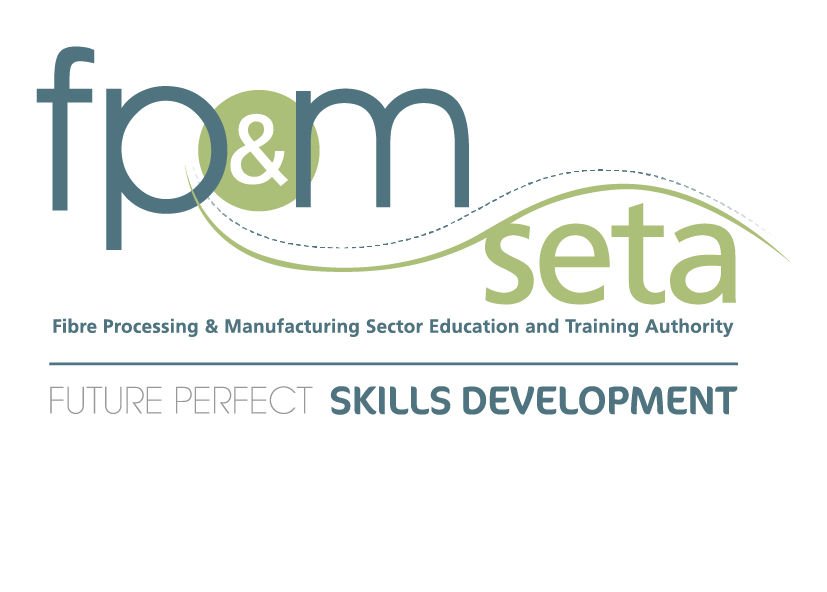 fp&m
seta
Fibre Processing & Manufacturing Sector Education and Training Authority
FUTURE PERFECT SKILLS DEVELOPMENT